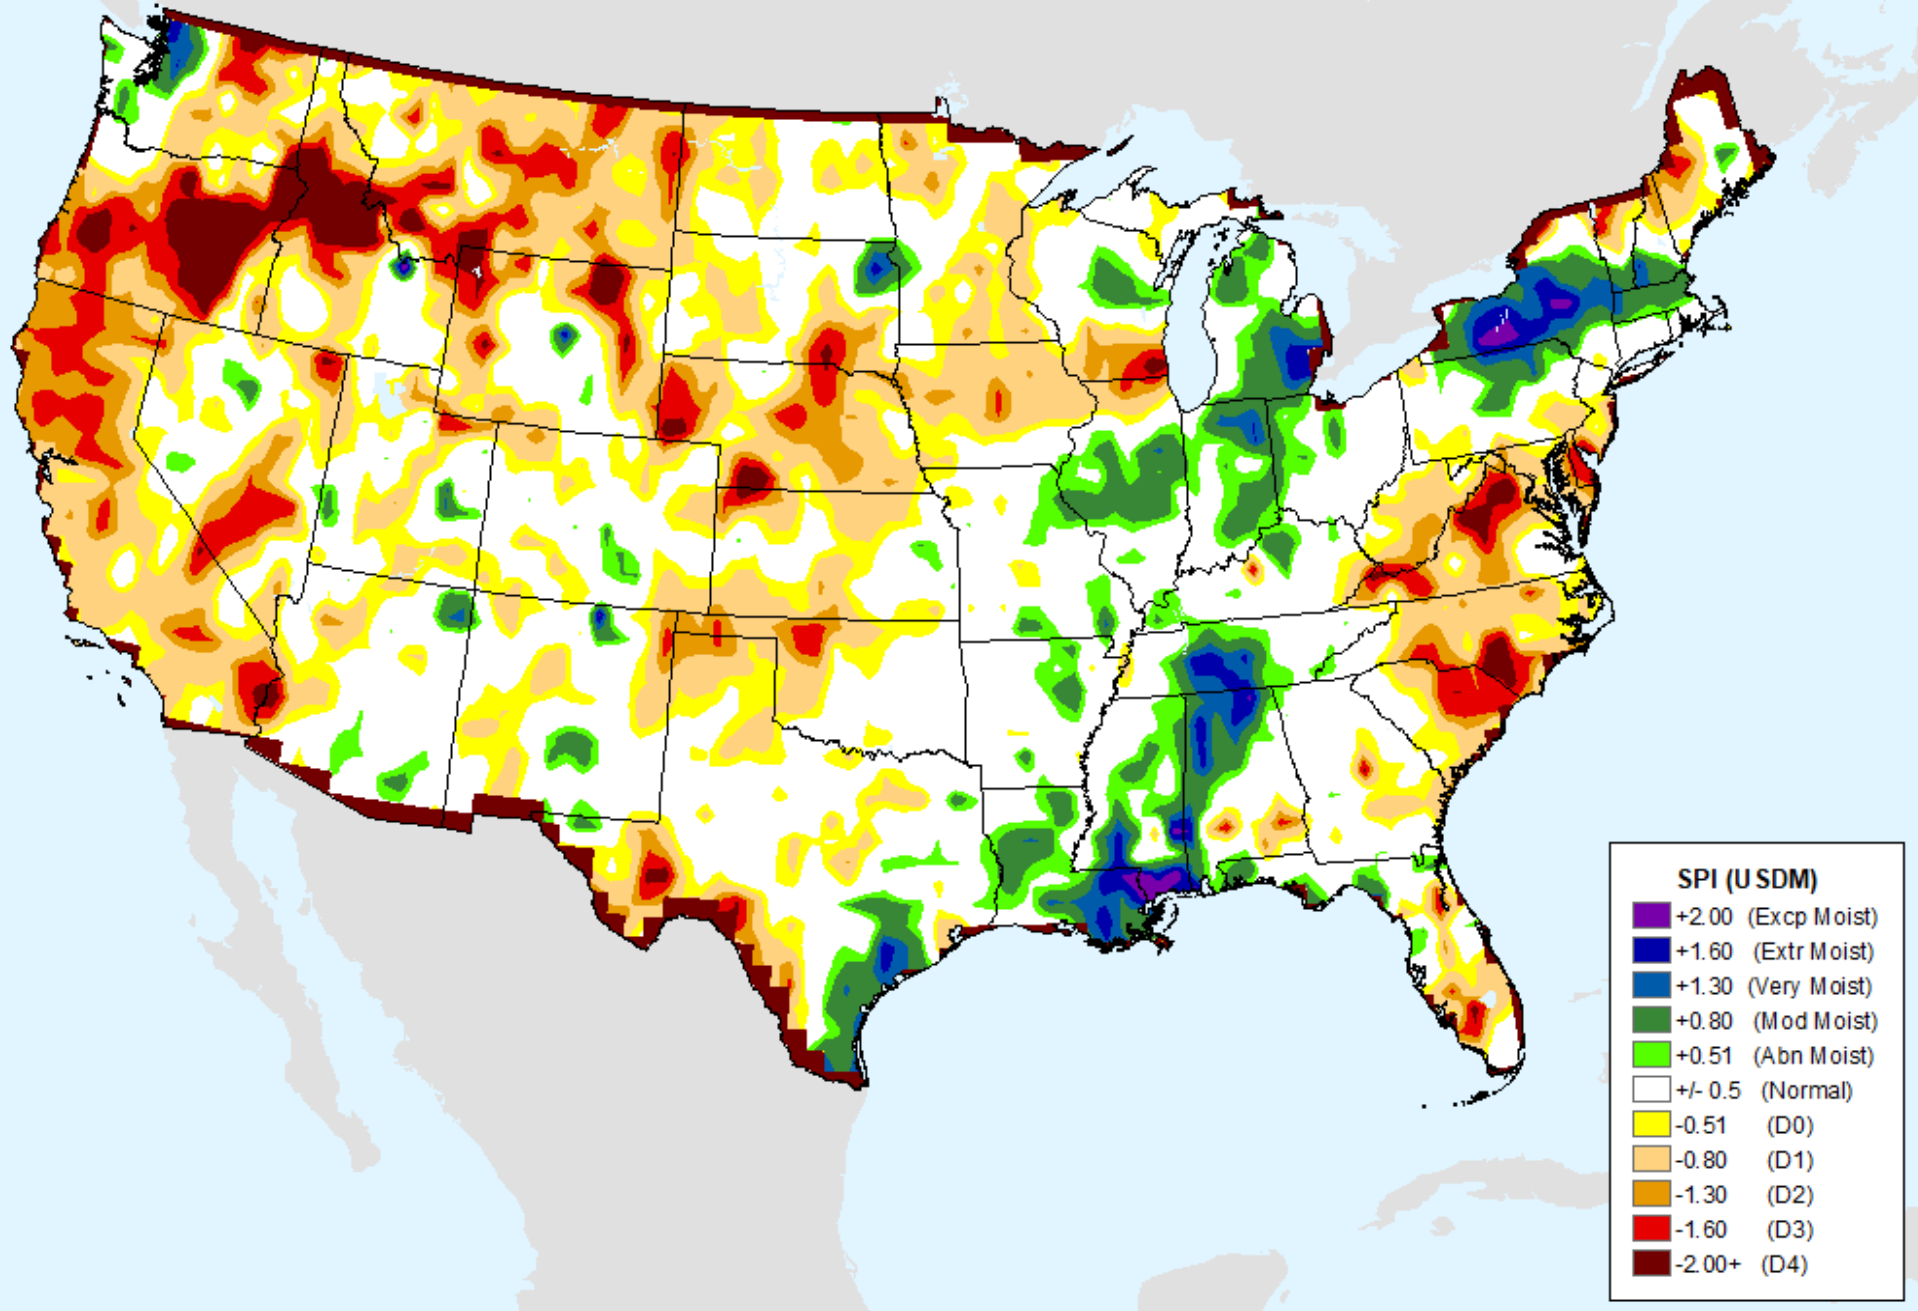 SPI (USDM)
+2.00 (Excp Moist)
+1.60 (Extr Moist)
+1.30 (Very Moist)
+0.80 (Mod Moist)
+0.51 (Abn Moist)
+/- 0.5 (Normal)
-0.51 (D0)
-0.80 (D1)
-1.30 (D2)
-1.60 (D3)
-2.00+ (D4)